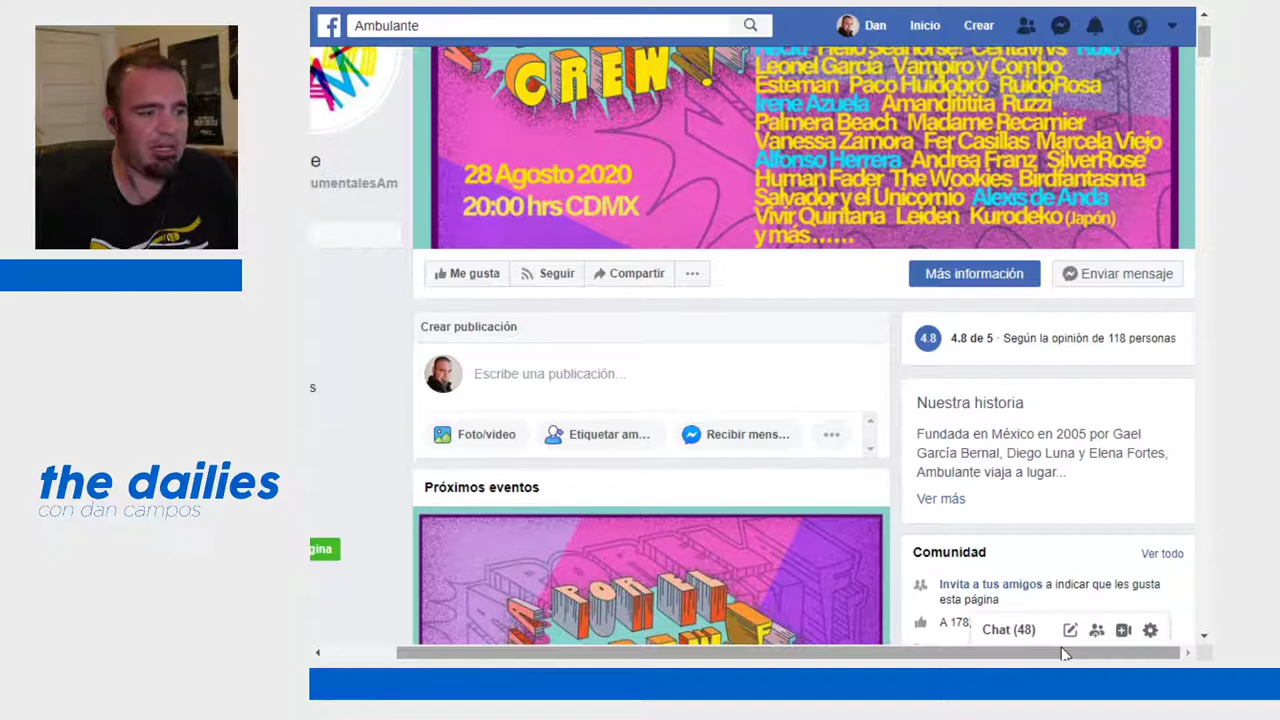 Ambulante
Dan
Inicio
Crear
CREW!
28 Agosto 2020
20:00 hrs CDMX
Hello Seahorse!
Leonel García Vampiro y Combo
Esteman Paco Huidobro RuidoRosa
Irene Azuela Amandititita Ruzzi
Palmera Beach Madame Recamier
Vanessa Zamora Fer Casillas Marcela Viejo
Alfonso Herrera Andrea Franz SilverRose
Human Fader The Wookies Birdfantasma
Salvador y el Unicornio Alexis de Anda
Vivir Quintana Leiden Kurodeko (Japón)
y más......
e
umentalesAm
Me gusta
Seguir
Compartir
Más información
Enviar mensaje
Crear publicación
Escribe una publicación...
Foto/video
Etiquetar am...
Recibir mens...
4.8
4.8 de 5 · Según la opinión de 118 personas
Nuestra historia
Fundada en México en 2005 por Gael
García Bernal, Diego Luna y Elena Fortes,
Ambulante viaja a lugar...
Ver más
s
Próximos eventos
Comunidad
Ver todo
Invita a tus amigos a indicar que les gusta
esta página
A 178,
Chat (48)
gina
A POR EL
the dailies
con dan campos